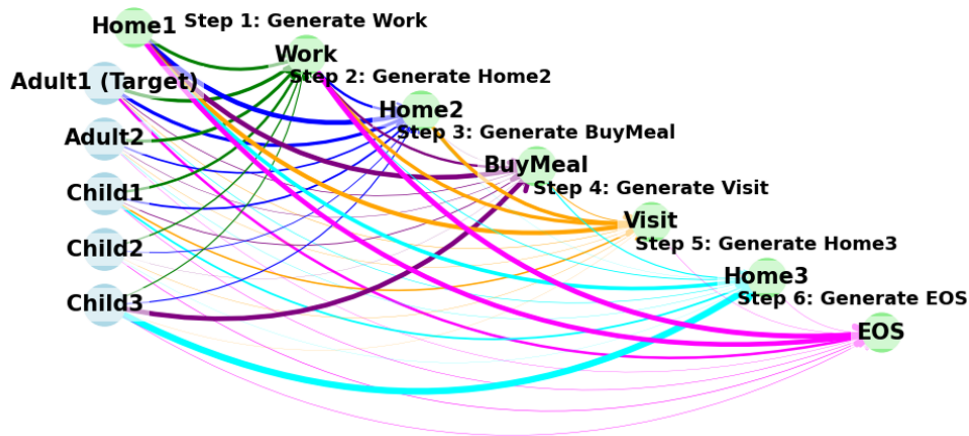 Home1
Step 1: Generate Work
Work
Adult1 (Target)
Step 2: Generate Home2
Home2
Adult2
Step 3: Generate BuyMeal
BuyMeal
Child1
Step 4: Generate Visit
Visit
Child2
Step 5: Generate Home3
Home3
Child3
Step 6: Generate EOS
EOS